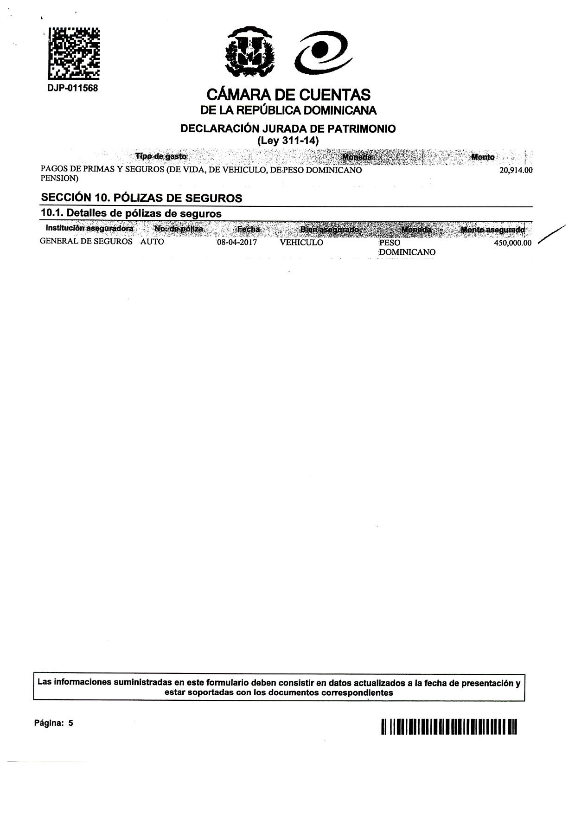 DJP-011568
CÁMARA DE CUENTAS
DE LA REPÚBLICA DOMINICANA
DECLARACIÓN JURADA DE PATRIMONIO
(Ley 311-14)
Tipo de gasto Moneda Monto
PAGOS DE PRIMAS Y SEGUROS (DE VIDA, DE VEHICULO, DE PESO DOMINICANO 20,914.00
PENSION)
SECCIÓN 10. PÓLIZAS DE SEGUROS
10.1. Detalles de pólizas de seguros
Institución aseguradora No. de póliza Fecha Bien asegurado Moneda Monto asegurado
GENERAL DE SEGUROS AUTO 08-04-2017 VEHICULO PESO 450,000.00
DOMINICANO
Las informaciones suministradas en este formulario deben consistir en datos actualizados a la fecha de presentación y
estar soportadas con los documentos correspondientes
Página: 5